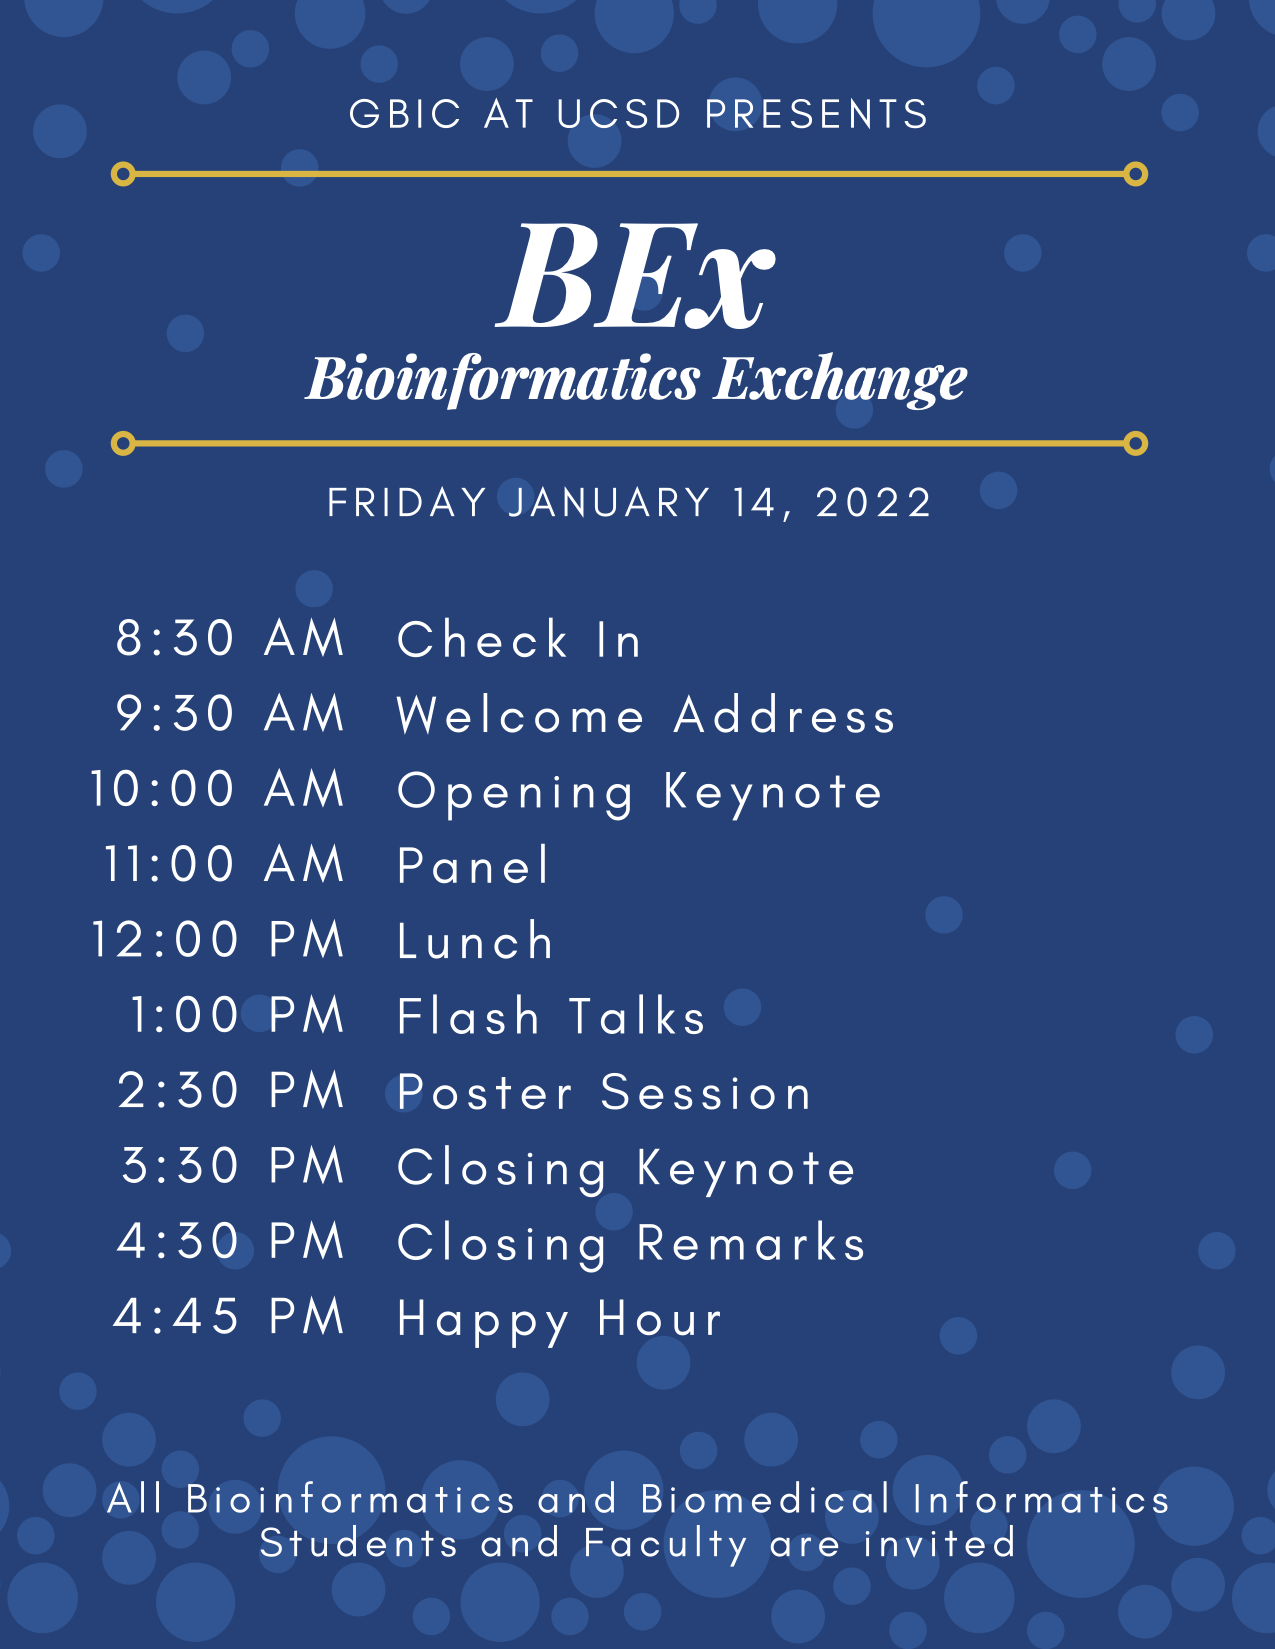 GBIC AT UCSD PRESENTS
BEx
Bioinformatics Exchange
FRIDAY JANUARY 14, 2022
8:30 AM Check In
9:30 AM Welcome Address
10:00 AM Opening Keynote
11:00 AM Panel
12:00 PM Lunch
1:00 PM Flash Talks
2:30 PM Poster Session
3:30 PM Closing Keynote
4:30 PM Closing Remarks
4:45 PM Happy Hour
All Bioinformatics and Biomedical Informatics
Students and Faculty are invited